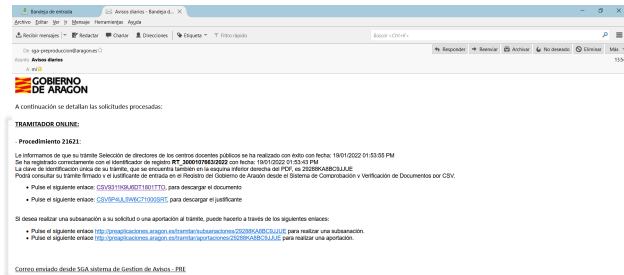 Bandeja de entrada
Avisos diarios - Bandeja d...
Archivo Editar Ver Ir Mensaje Herramientas Ayuda
Recibir mensajes Redactar Charlar Direcciones Etiqueta Filtro rápido Buscar <Ctrl+K>
De sga-preproduccion@aragon.es Responder Reenviar Archivar No deseado Eliminar Más
Asunto Avisos diarios 13:54
A mí
GOBIERNO
DE ARAGON
A continuación se detallan las solicitudes procesadas:
TRAMITADOR ONLINE:
- Procedimiento 21621:
Le informamos de que su trámite Selección de directores de los centros docentes públicos se ha realizado con éxito con fecha: 19/01/2022 01:53:55 PM
Se ha registrado correctamente con el identificador de registro RT_3000107663/2022 con fecha: 19/01/2022 01:53:43 PM
La clave de identificación única de su trámite, que se encuentra también en la esquina inferior derecha del PDF, es 29288KA8BC9JJUE
Podrá consultar su trámite firmado y el justificante de entrada en el Registro del Gobierno de Aragón desde el Sistema de Comprobación y Verificación de Documentos por CSV.
• Pulse el siguiente enlace: CSV9311K9U6DT1601TTO, para descargar el documento
• Pulse el siguiente enlace: CSV5P4UL5W6C71000SRT, para descargar el justificante
Si desea realizar una subsanación a su solicitud o una aportación al trámite, puede hacerlo a través de los siguientes enlaces:
• Pulse el siguiente enlace http://preaplicaciones.aragon.es/tramitar/subsanaciones/29288KA8BC9JJUE para realizar una subsanación.
• Pulse el siguiente enlace http://preaplicaciones.aragon.es/tramitar/aportaciones/29288KA8BC9JJUE para realizar una aportación.
Correo enviado desde SGA sistema de Gestion de Avisos - PRE